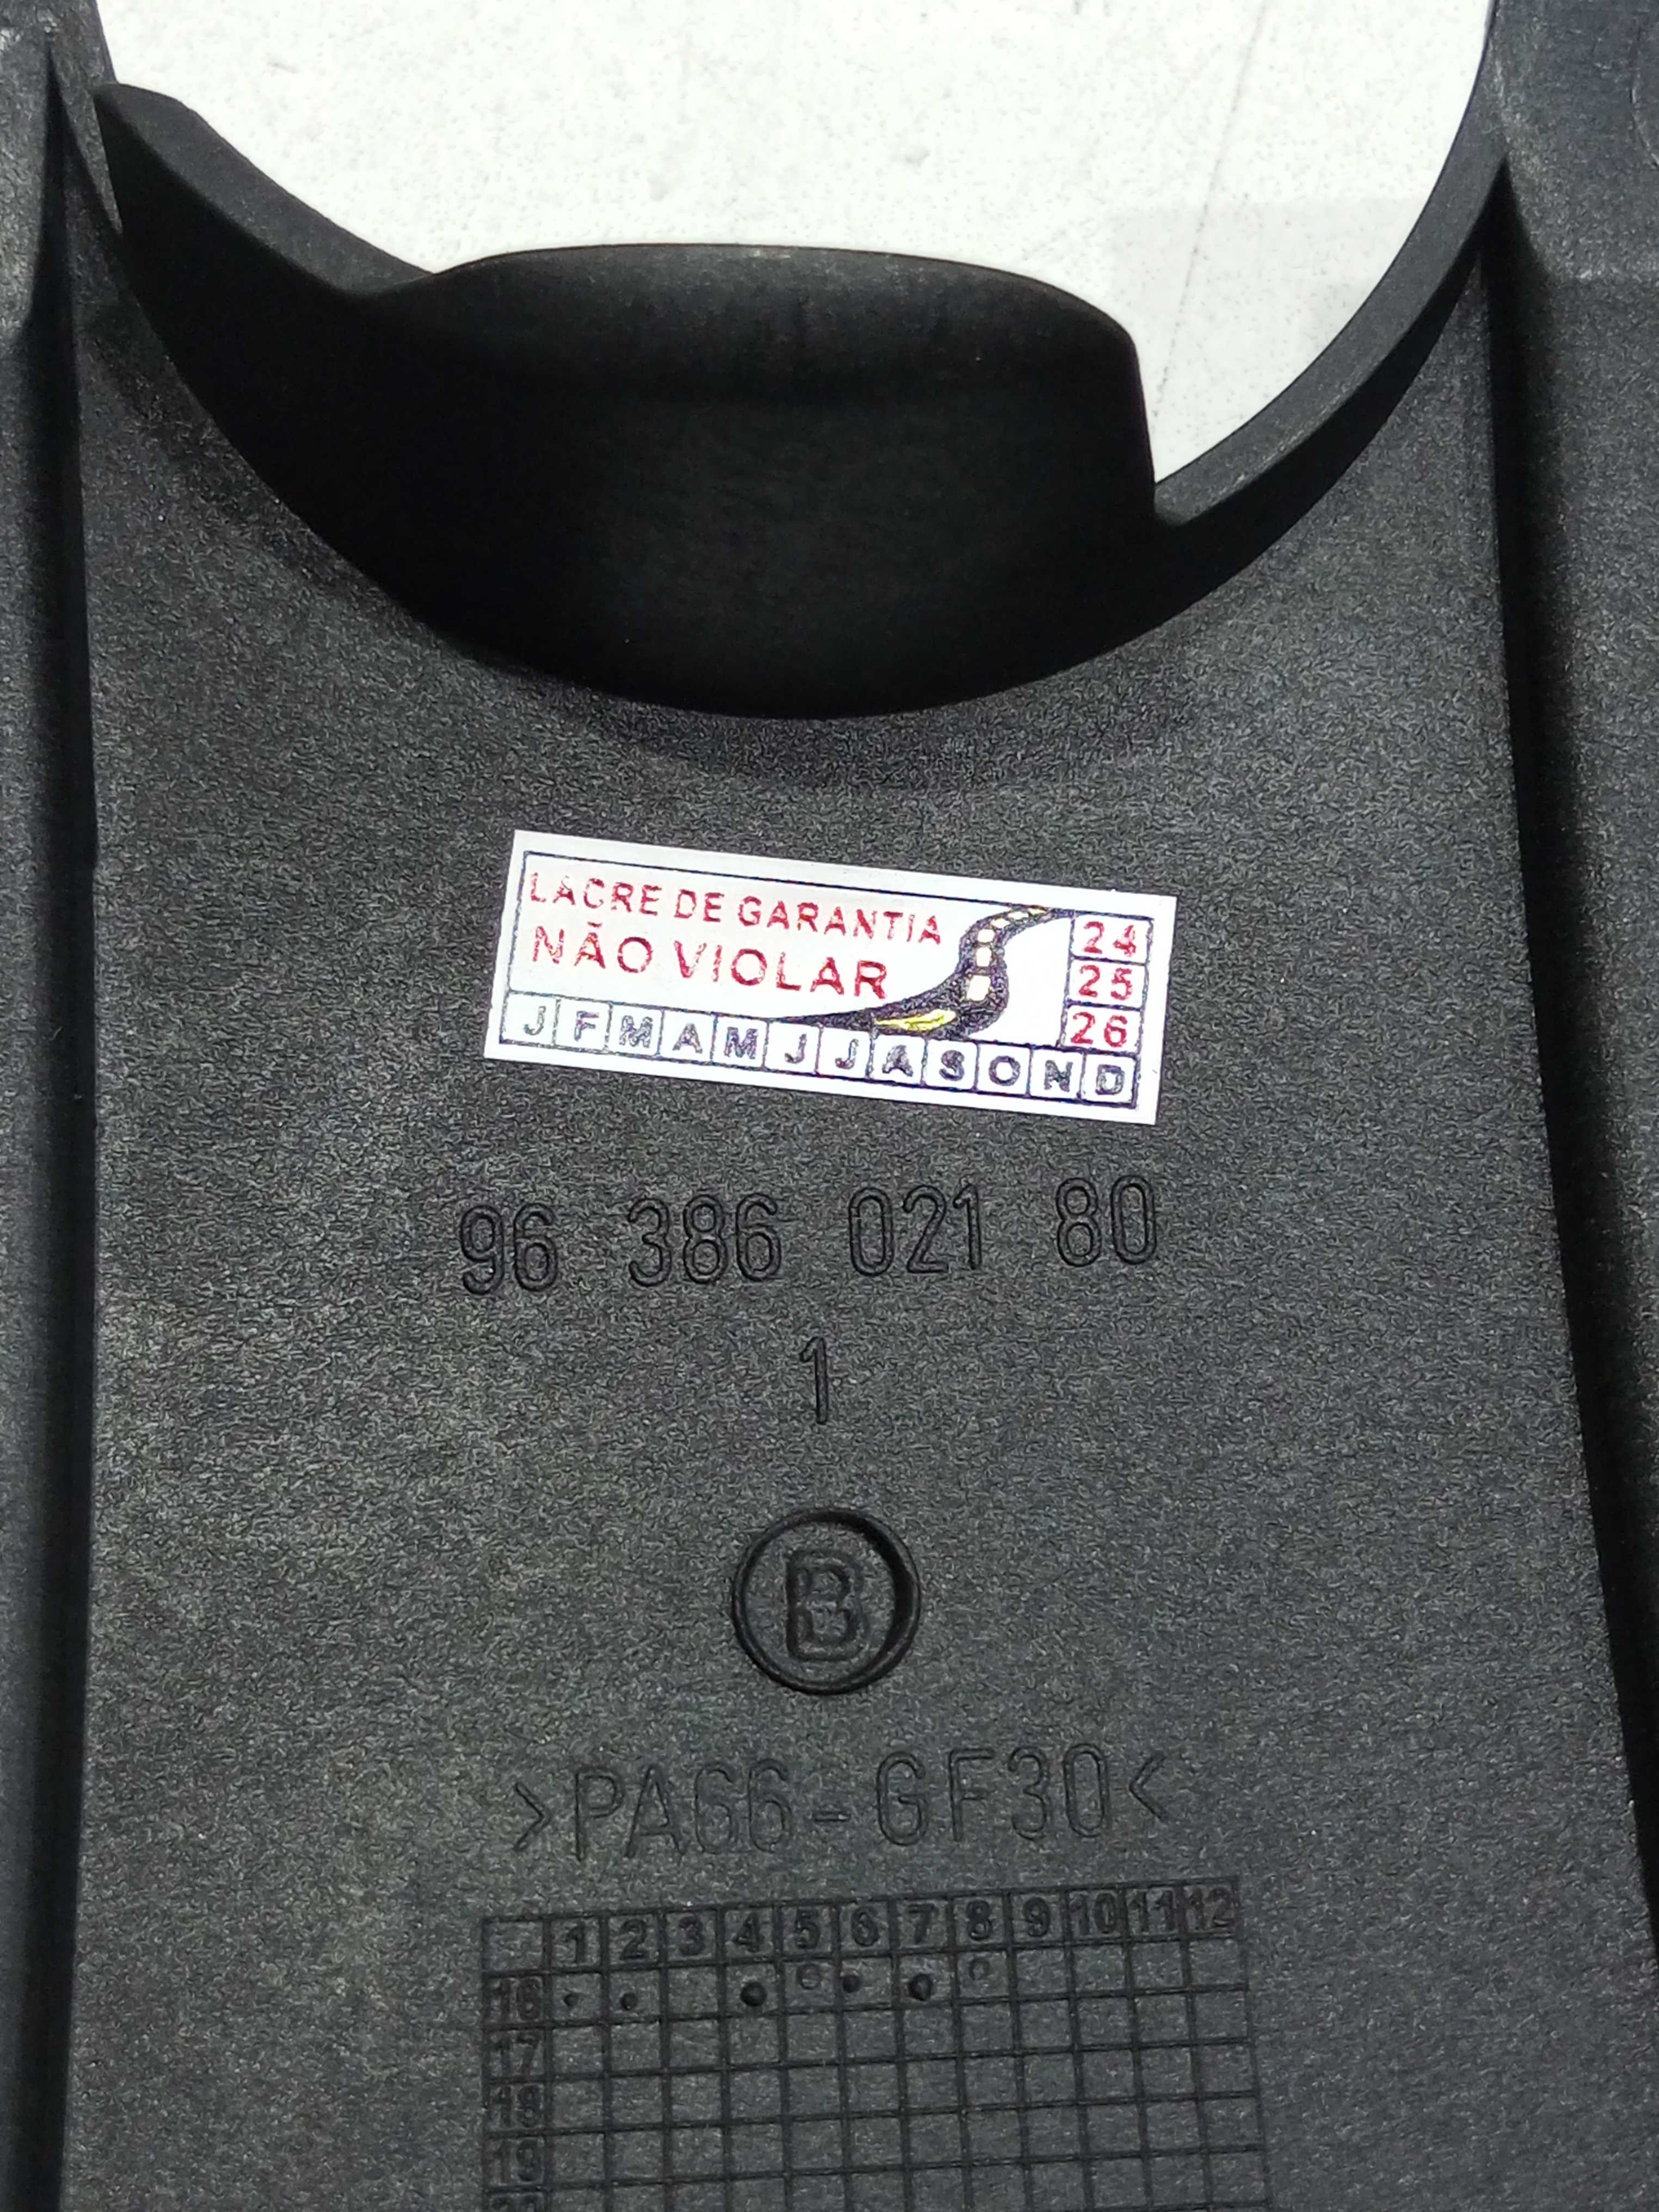 LACRE DE GARANTIA
NÃO VIOLAR
24
25
26
J F M A M J J A S O N D
96 386 021 80
1
B
>PA66-GF30<
1 2 3 4 5 6 7 8 9 10 11 12
16
17
18
19